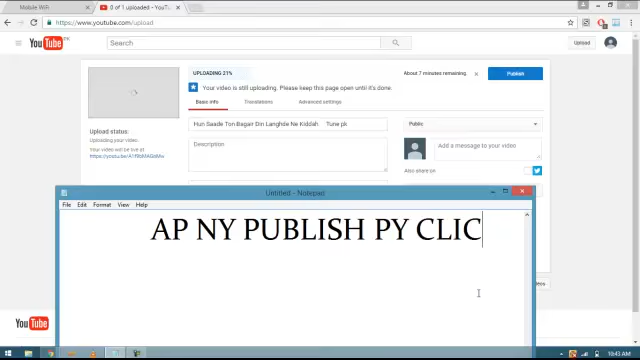 Module WiFi
0 of 1 uploaded - YouT
https://www.youtube.com/upload
YouTube
Search
Upload
UPLOADING 21%
About 7 minutes remaining.
Publish
Your video is still uploading. Please keep this page open until it's done.
Basic info
Translations
Advanced settings
Upload status:
Uploading your video.
Your video will be live at:
Hun Saade Ton Bagair Din Langhde Ne Kiddah Tune pk
Public
Description
Add a message to your video
Also share on
Untitled - Notepad
File Edit Format View Help
AP NY PUBLISH PY CLIC
YouTube
10:43 AM